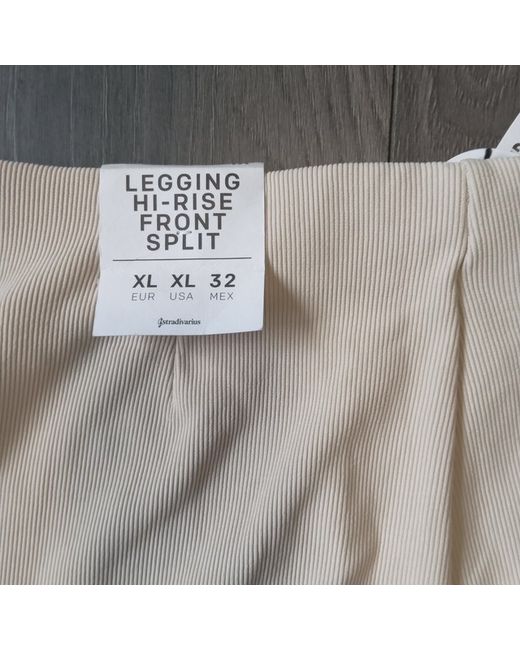 LEGGING
HI-RISE
FRONT
SPLIT
XL XL 32
EUR USA MEX
stradivarius